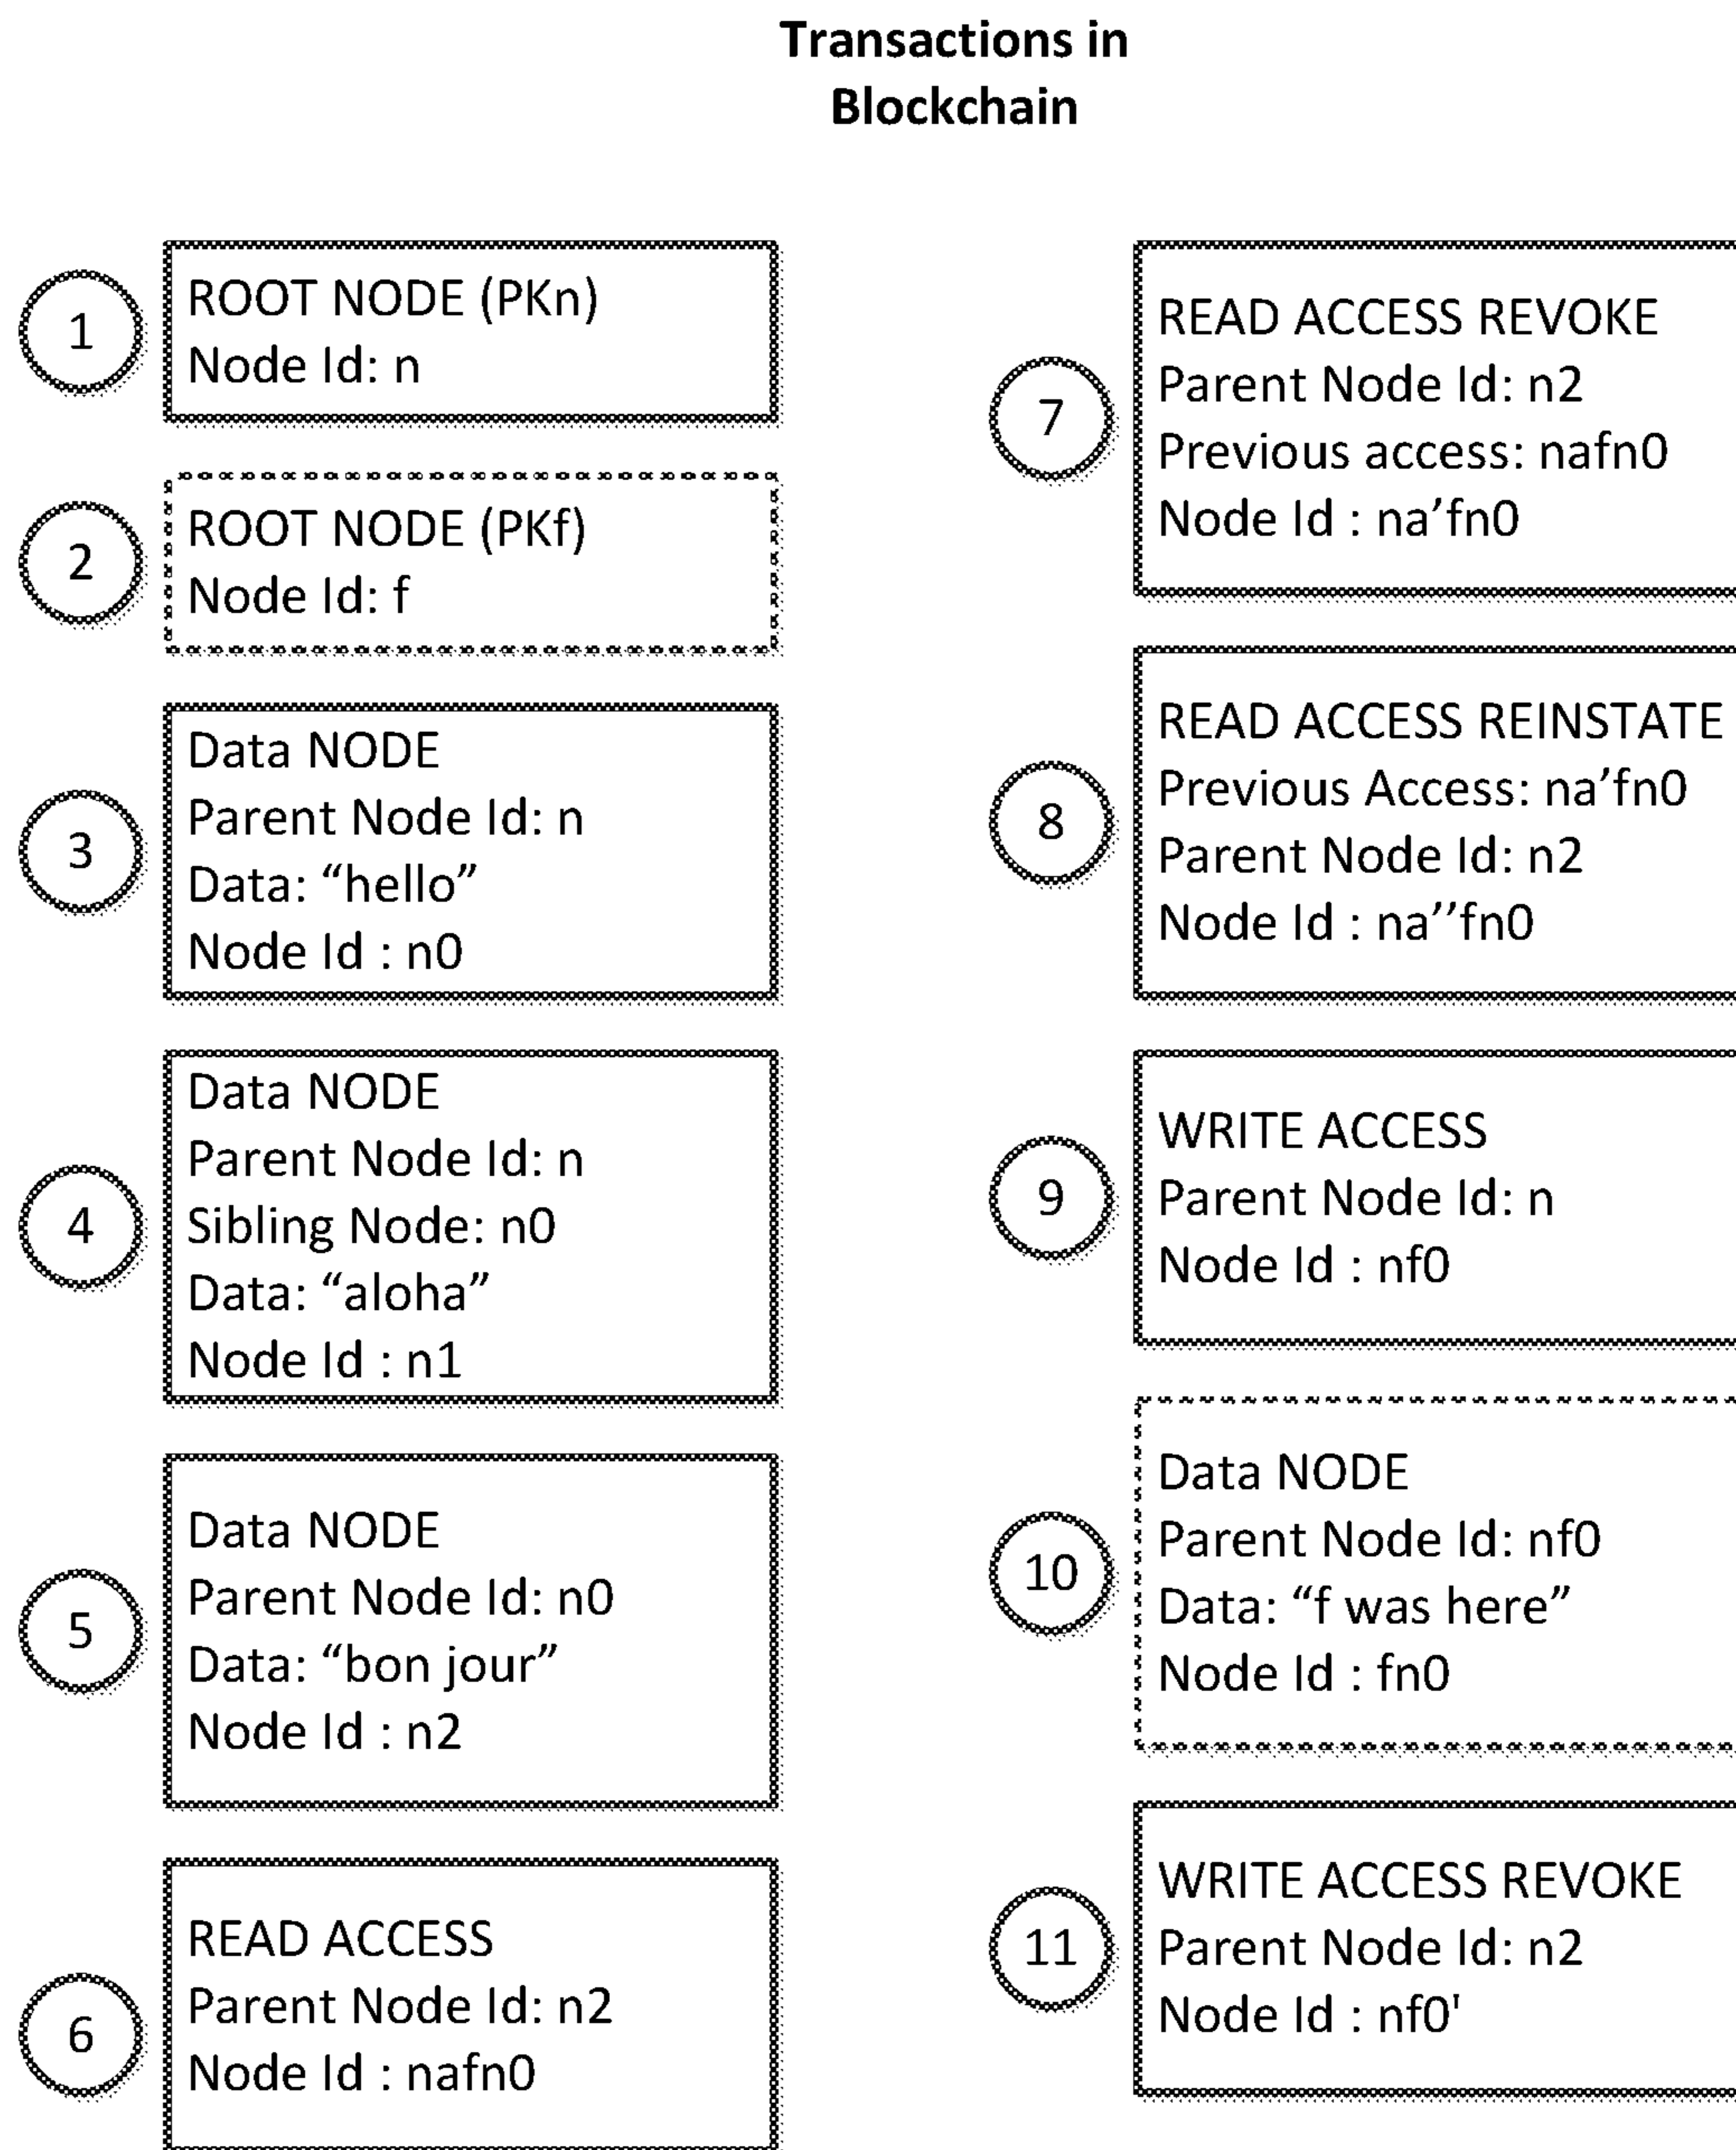 Transactions in
Blockchain
1
ROOT NODE (PKn)
Node Id: n
2
ROOT NODE (PKf)
Node Id: f
3
Data NODE
Parent Node Id: n
Data: “hello”
Node Id : n0
4
Data NODE
Parent Node Id: n
Sibling Node: n0
Data: “aloha”
Node Id : n1
5
Data NODE
Parent Node Id: n0
Data: “bon jour”
Node Id : n2
6
READ ACCESS
Parent Node Id: n2
Node Id : nafn0
7
READ ACCESS REVOKE
Parent Node Id: n2
Previous access: nafn0
Node Id : na’fn0
8
READ ACCESS REINSTATE
Previous Access: na’fn0
Parent Node Id: n2
Node Id : na’’fn0
9
WRITE ACCESS
Parent Node Id: n
Node Id : nf0
10
Data NODE
Parent Node Id: nf0
Data: “f was here”
Node Id : fn0
11
WRITE ACCESS REVOKE
Parent Node Id: n2
Node Id : nf0'